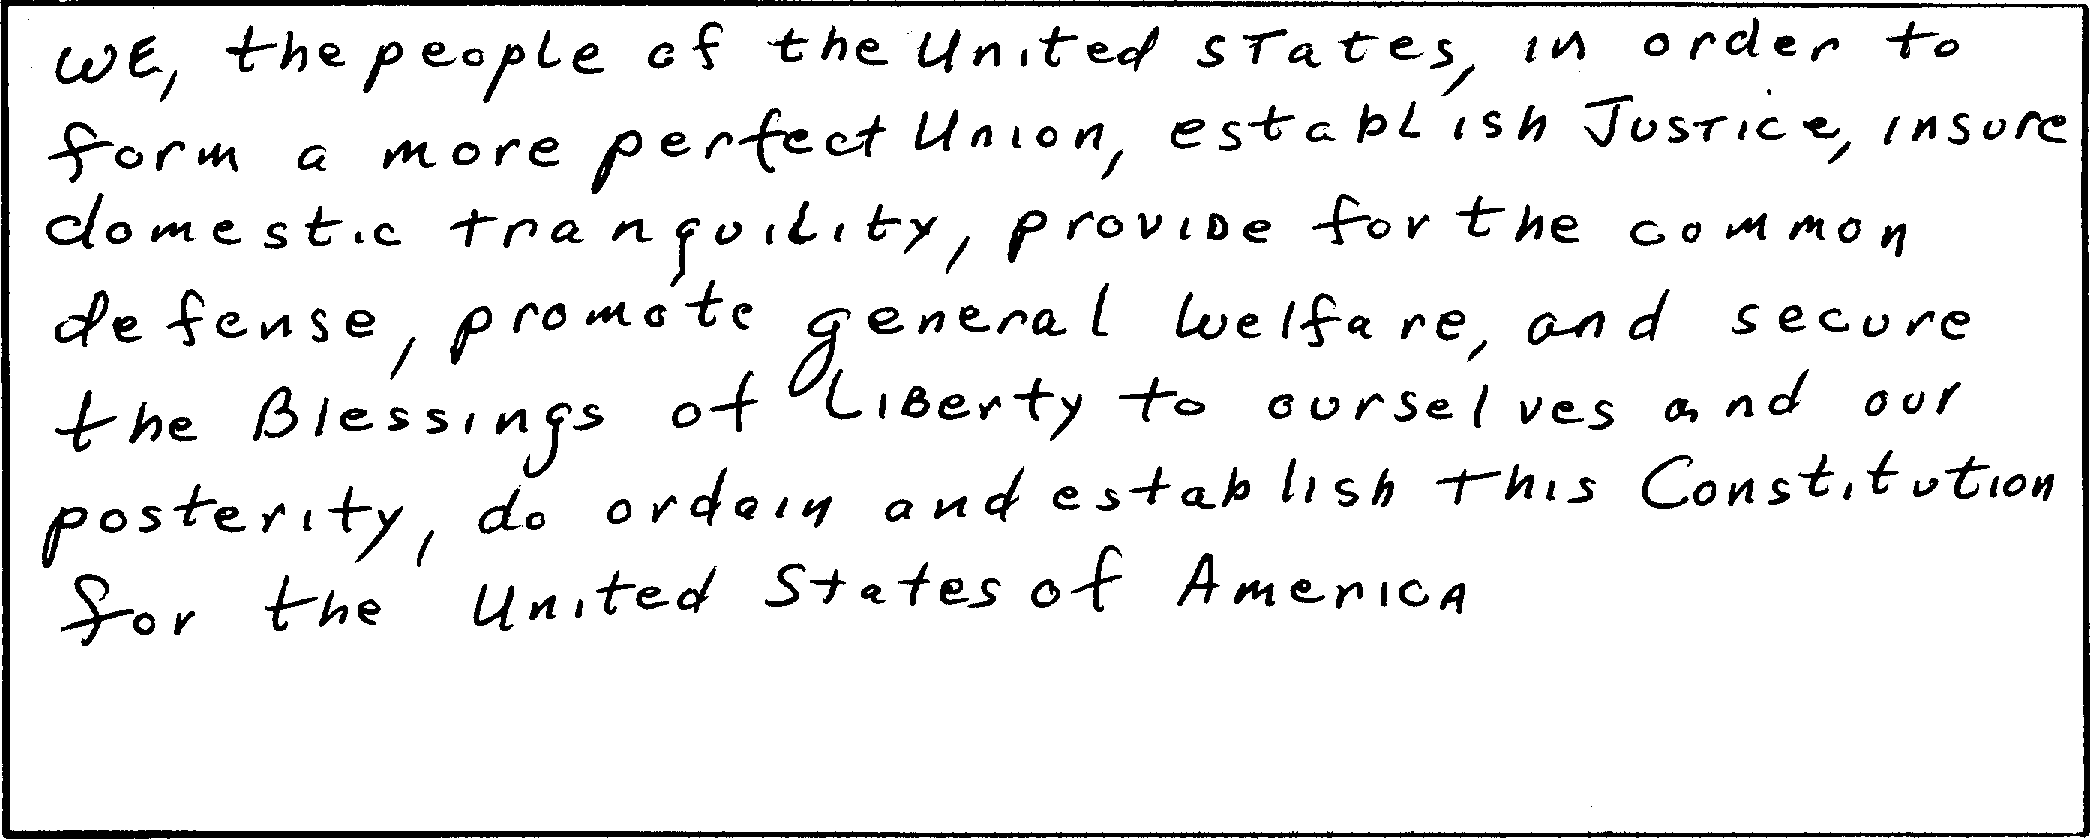 WE, the people of the United States, in order to
form a more perfect Union, establish Justice, insure
domestic tranquility, provide for the common
defense, promote general welfare, and secure
the Blessings of Liberty to ourselves and our
posterity, do ordain and establish this Constitution
for the United States of America